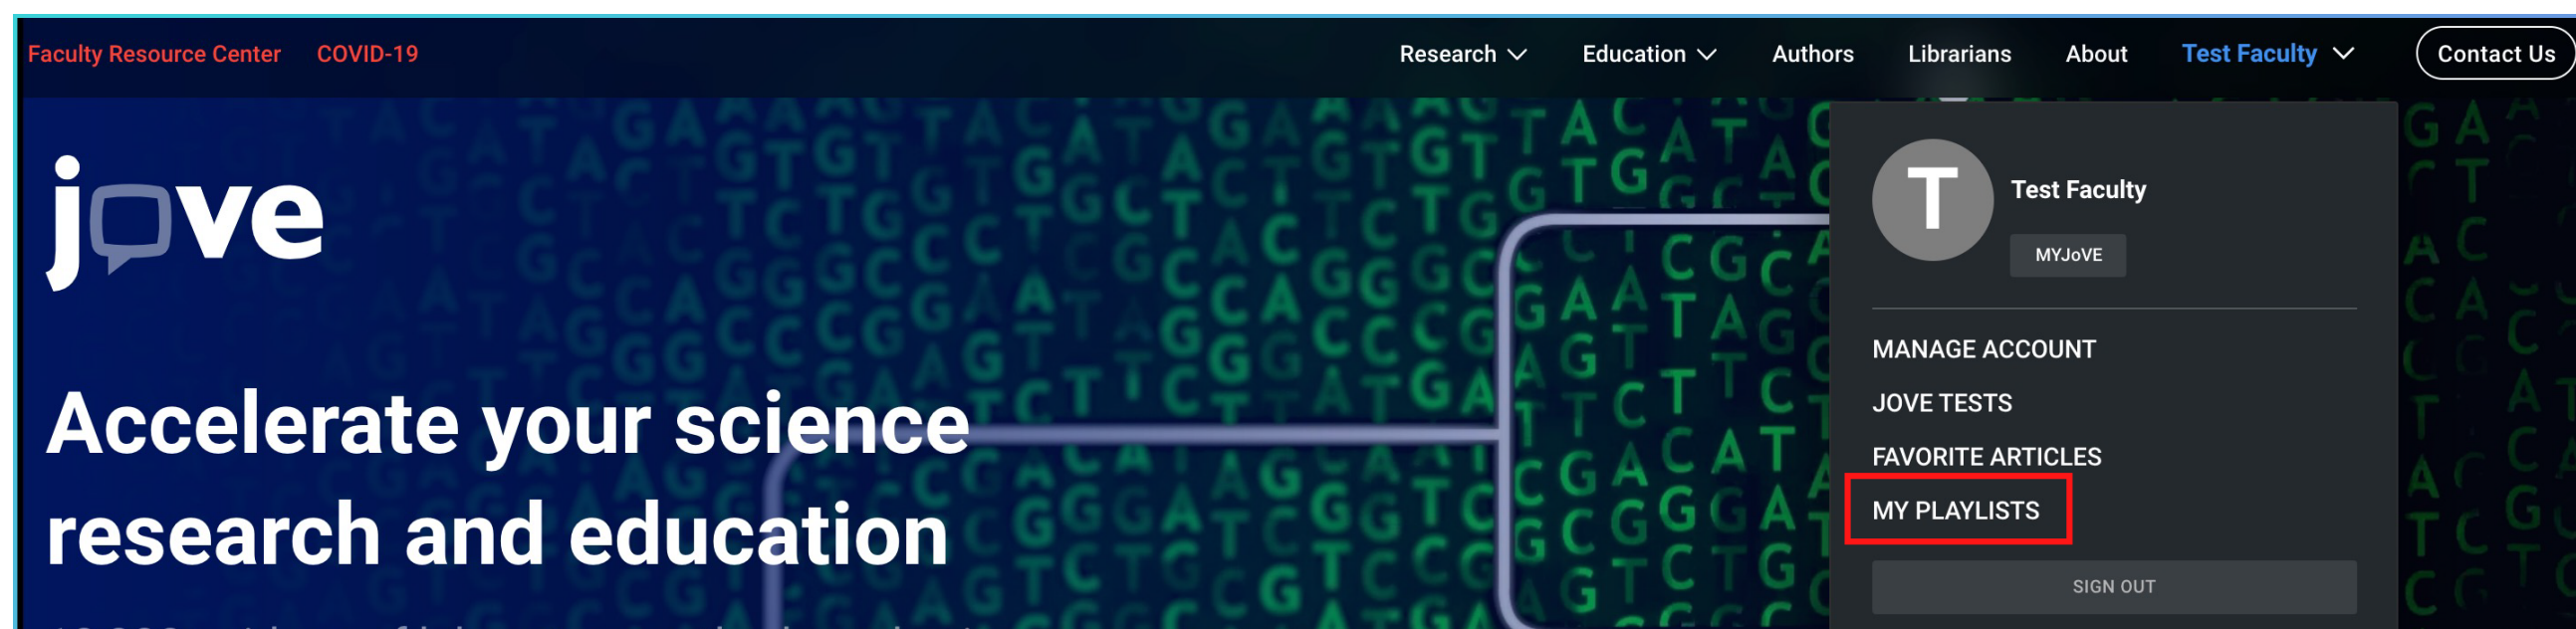 Faculty Resource Center COVID-19 Research Education Authors Librarians About Test Faculty Contact Us
jove
Accelerate your science
research and education
T
Test Faculty
MYJoVE
MANAGE ACCOUNT
JOVE TESTS
FAVORITE ARTICLES
MY PLAYLISTS
SIGN OUT